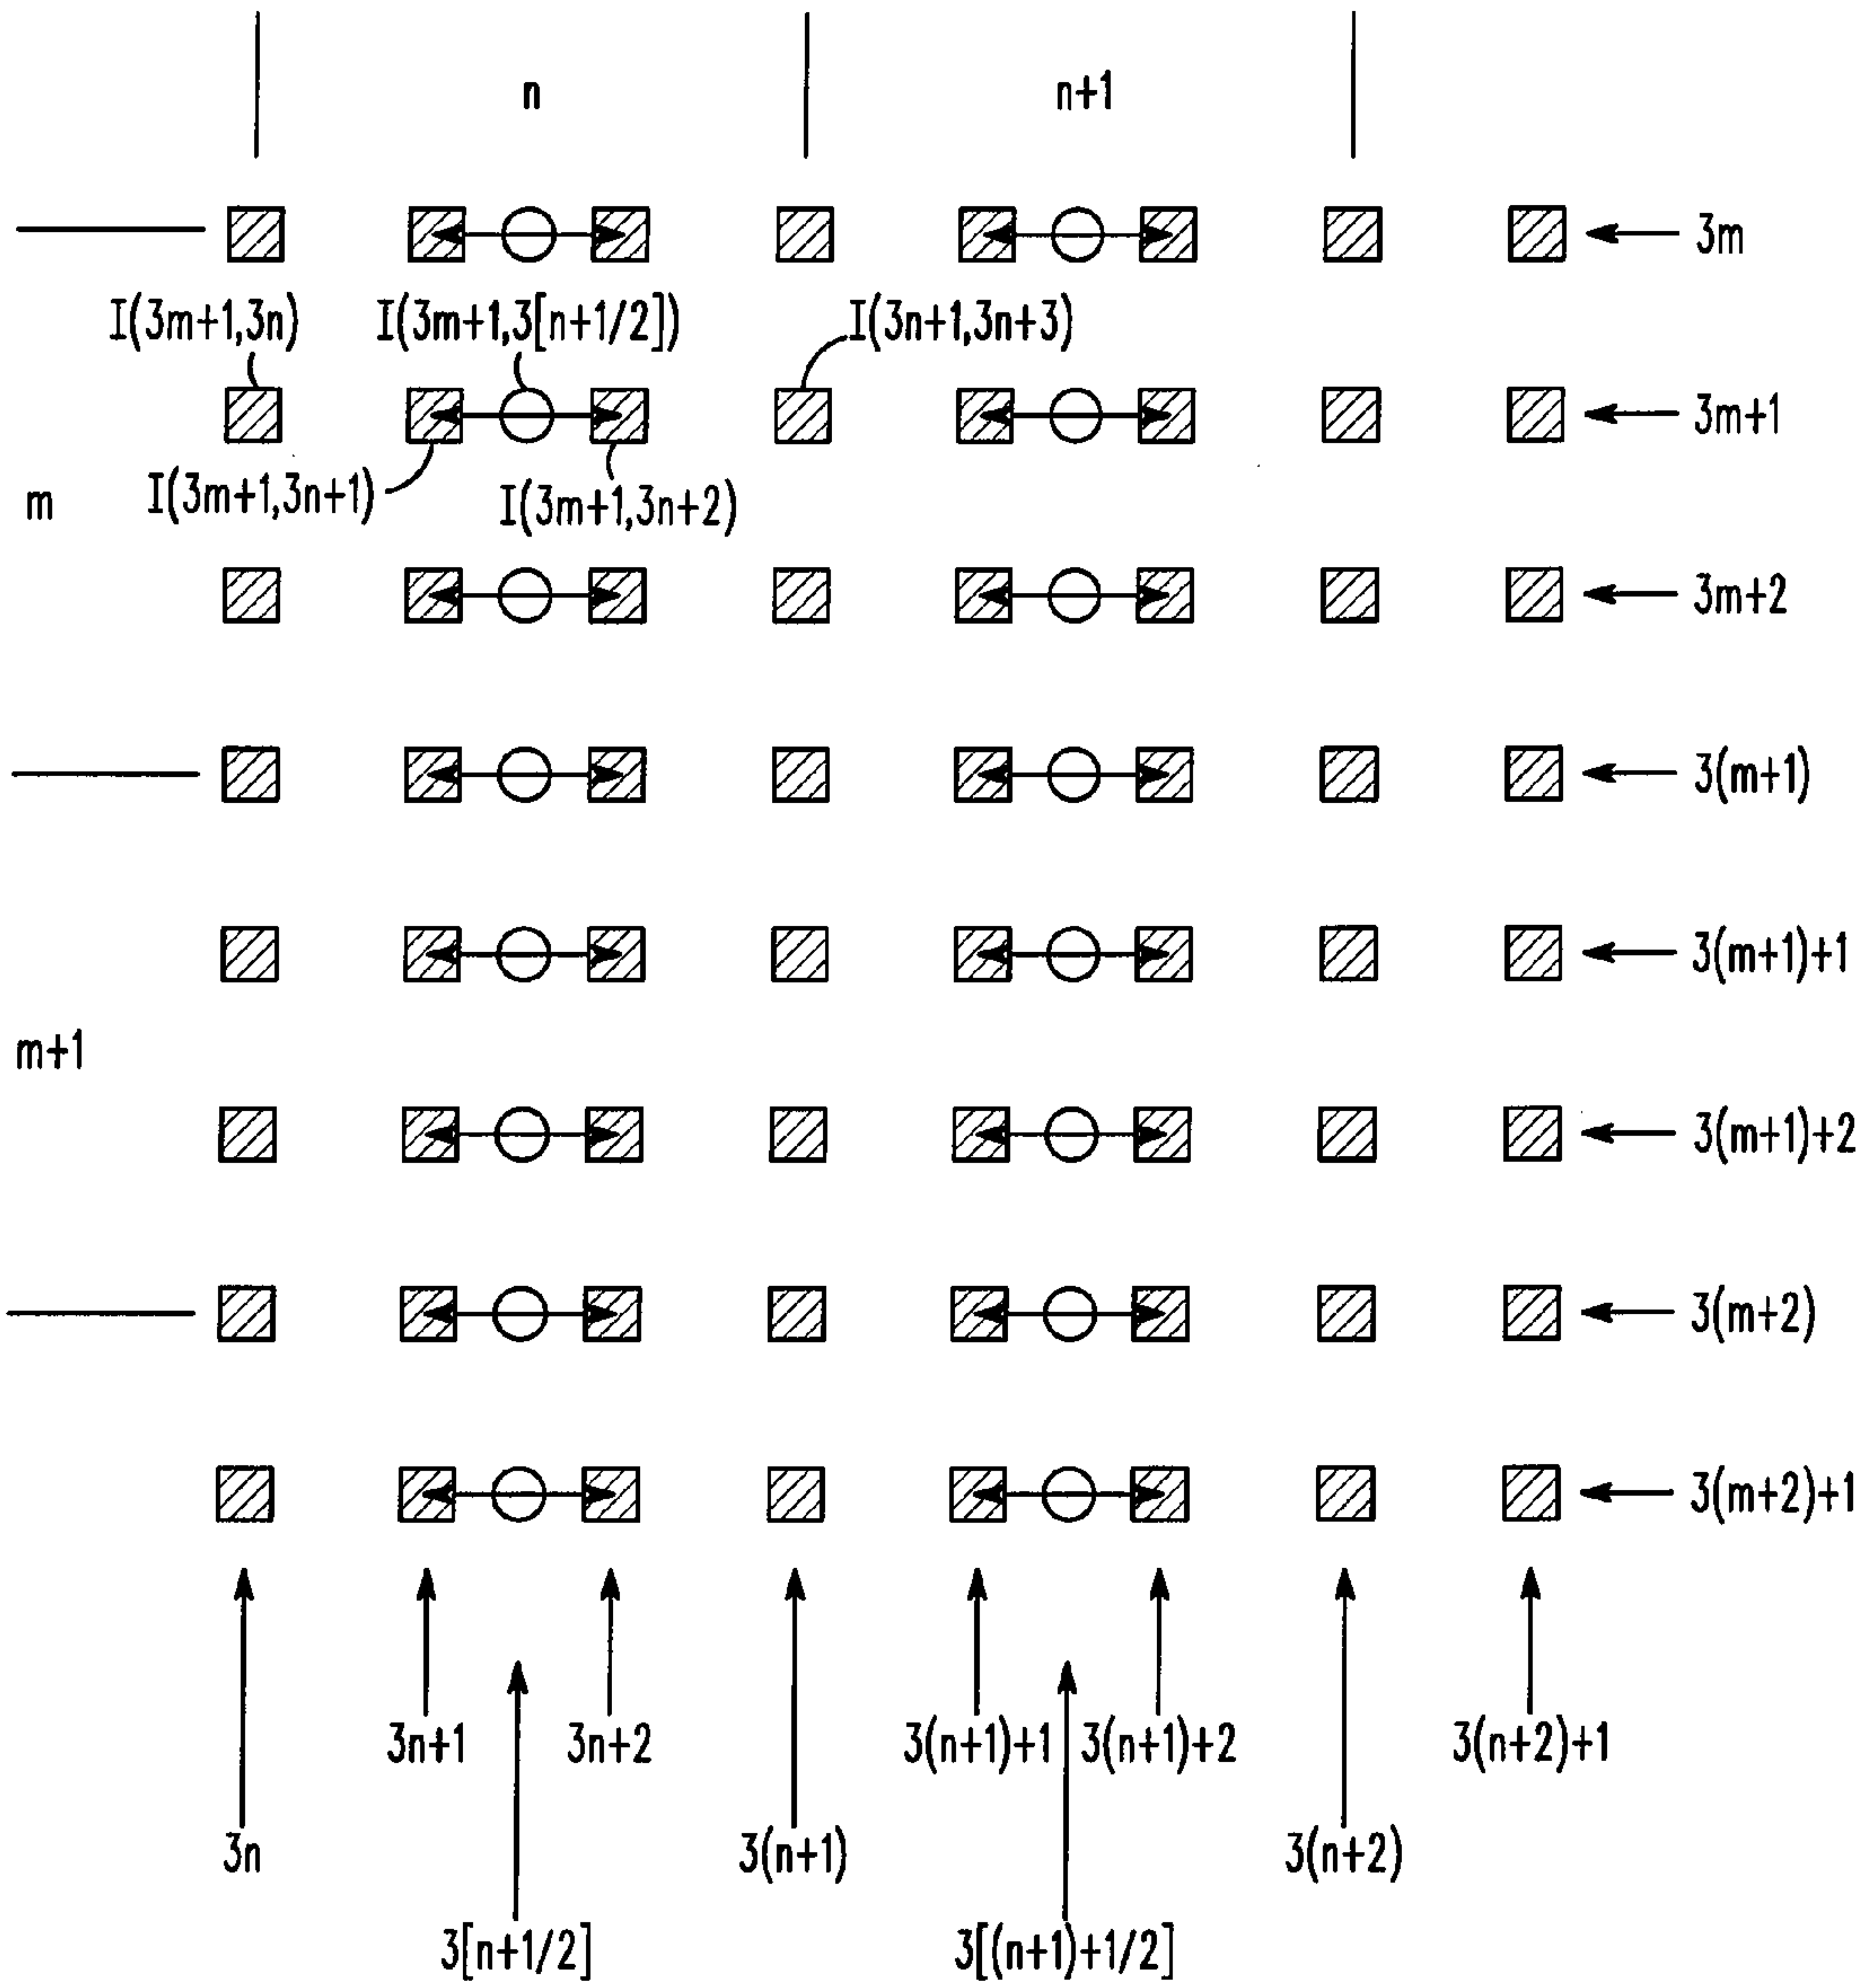 n n+1
3m
I(3m+1,3n) I(3m+1,3[n+1/2]) I(3n+1,3n+3)
3m+1
m I(3m+1,3n+1) I(3m+1,3n+2)
3m+2
3(m+1)
3(m+1)+1
m+1
3(m+1)+2
3(m+2)
3(m+2)+1
3n+1 3n+2 3(n+1)+1 3(n+1)+2 3(n+2)+1
3n 3(n+1) 3(n+2)
3[n+1/2] 3[(n+1)+1/2]